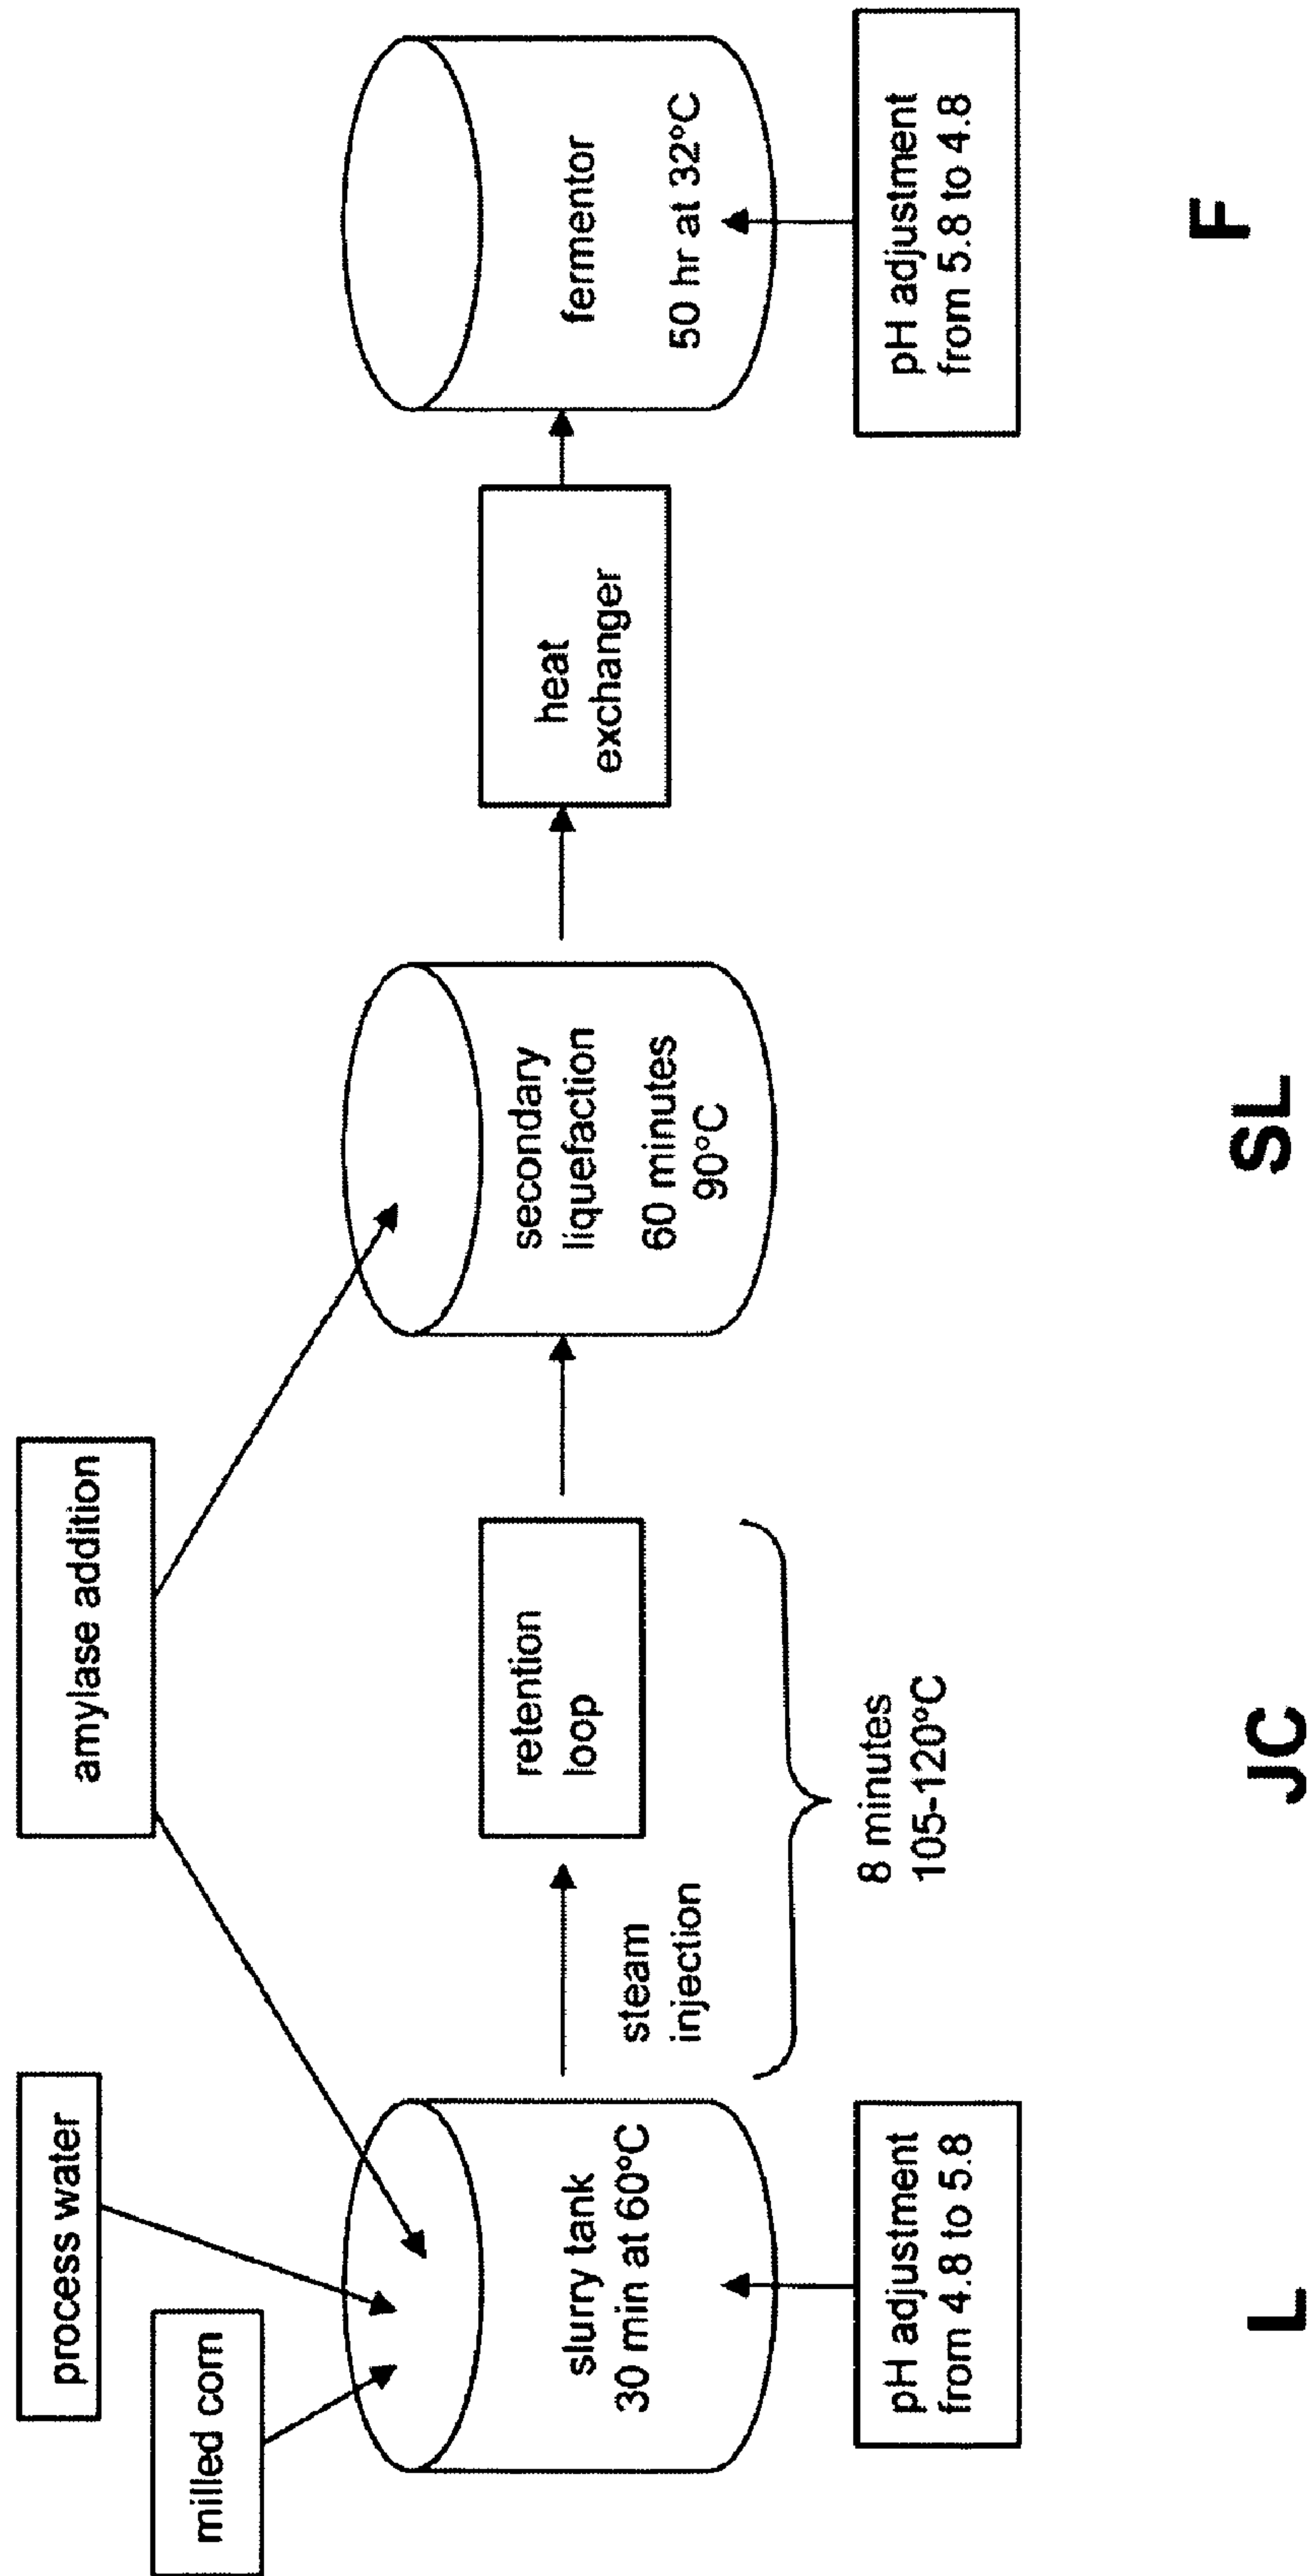 process water
milled corn
amylase addition
slurry tank
30 min at 60°C
steam
injection
retention
loop
secondary
liquefaction
60 minutes
90°C
heat
exchanger
fermentor
50 hr at 32°C
pH adjustment
from 4.8 to 5.8
8 minutes
105-120°C
pH adjustment
from 5.8 to 4.8
L
JC
SL
F